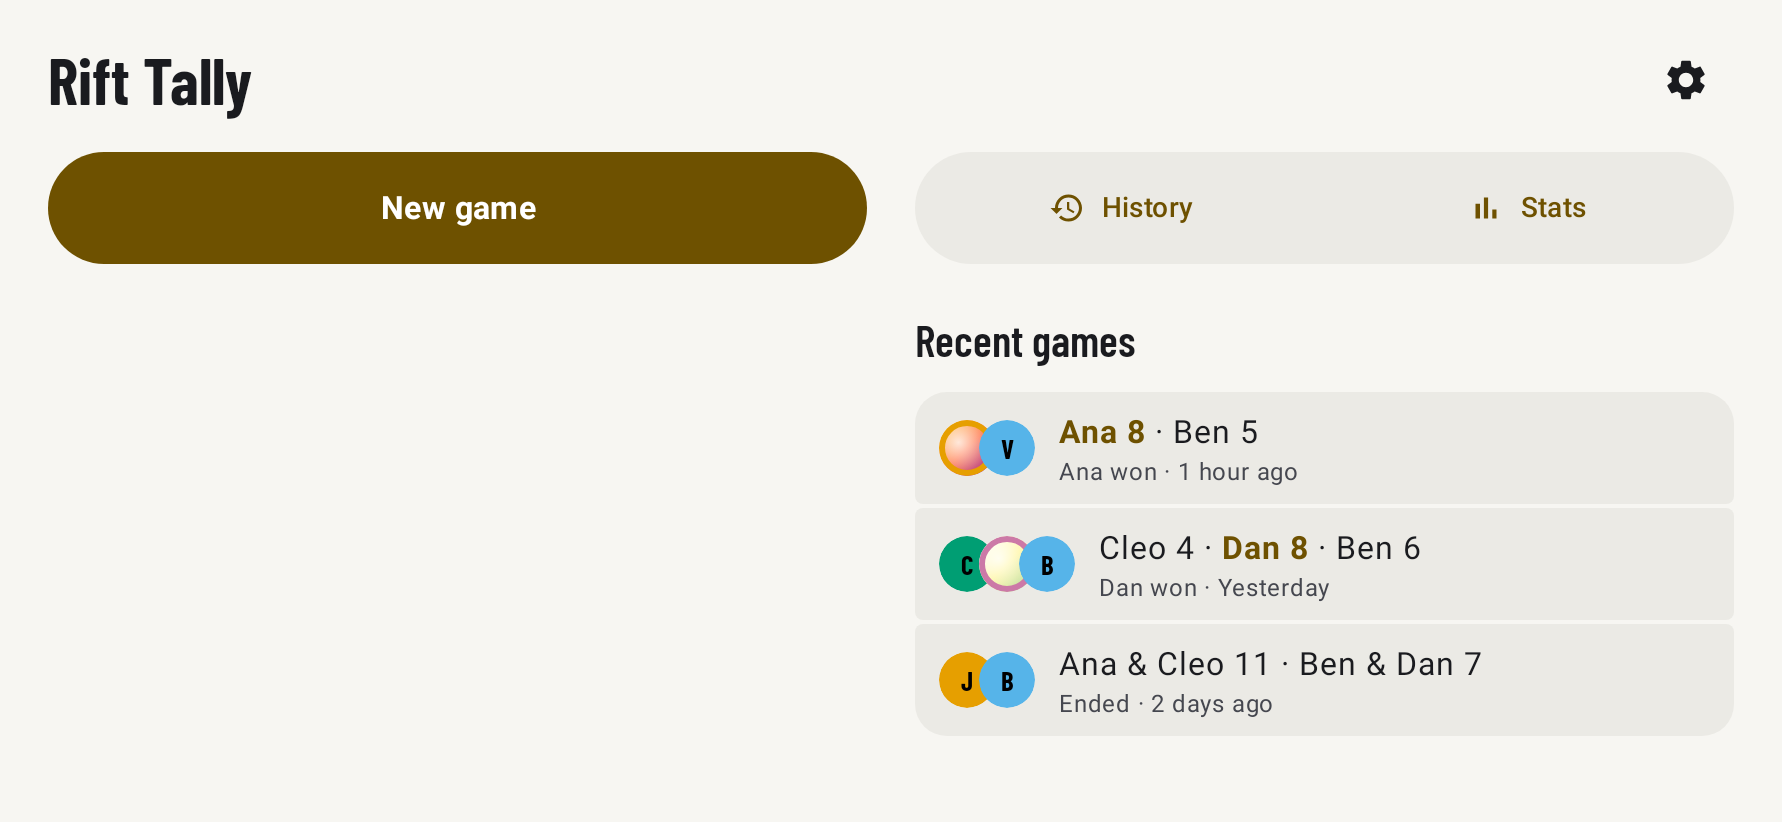 Rift Tally
New game
History
Stats
Recent games
V
Ana 8 · Ben 5
Ana won · 1 hour ago
C
B
Cleo 4 · Dan 8 · Ben 6
Dan won · Yesterday
J
B
Ana & Cleo 11 · Ben & Dan 7
Ended · 2 days ago